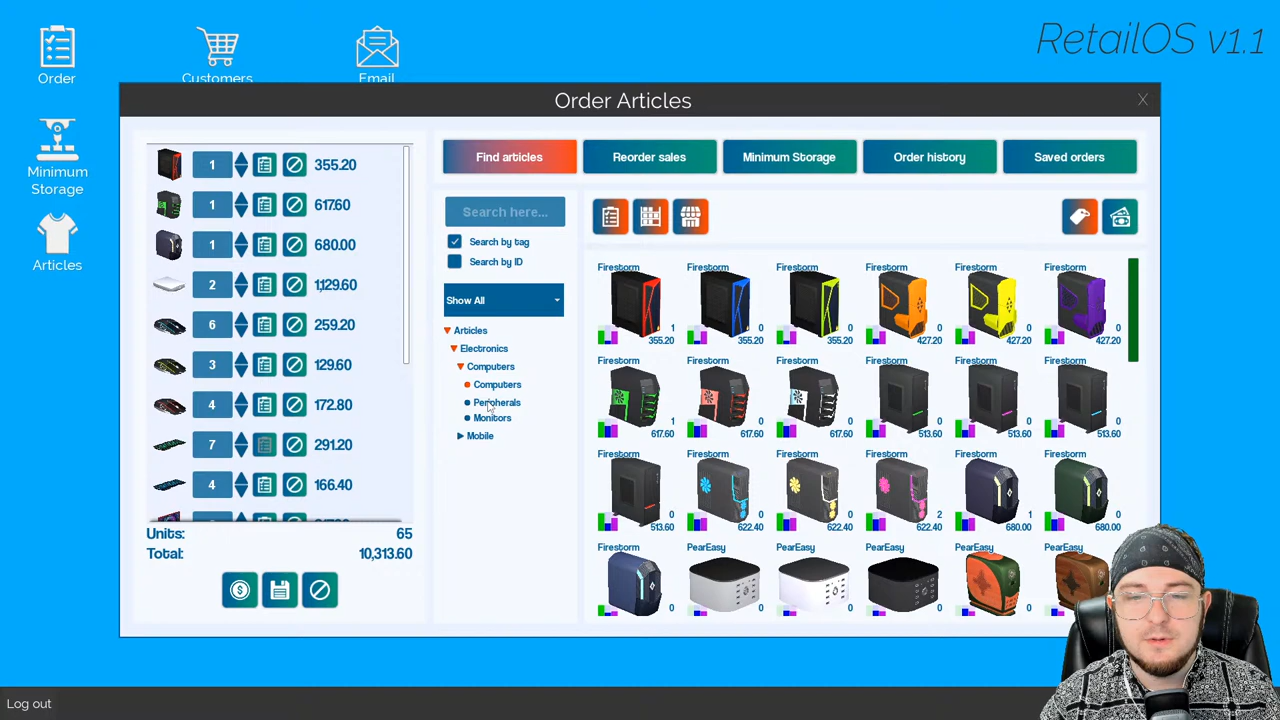 RetailOS v1.1
Order
Customers
Email
Minimum
Storage
Articles
Order Articles
X
1 355.20
1 617.60
1 680.00
2 1,129.60
6 259.20
3 129.60
4 172.80
7 291.20
4 166.40
Units: 65
Total: 10,313.60
Find articles
Reorder sales
Minimum Storage
Order history
Saved orders
Search here...
Search by tag
Search by ID
Show All
Articles
Electronics
Computers
Computers
Peripherals
Monitors
Mobile
Firestorm Firestorm Firestorm Firestorm Firestorm Firestorm
1 0 0 0 0 0
355.20 355.20 355.20 427.20 427.20 427.20
Firestorm Firestorm Firestorm Firestorm Firestorm Firestorm
1 0 0 0 0 0
617.60 617.60 617.60 513.60 513.60 513.60
Firestorm Firestorm Firestorm Firestorm Firestorm Firestorm
0 0 0 2 1 0
513.60 622.40 622.40 622.40 680.00 680.00
Firestorm PearEasy PearEasy PearEasy PearEasy PearEasy
0 0 0 0 0
Log out